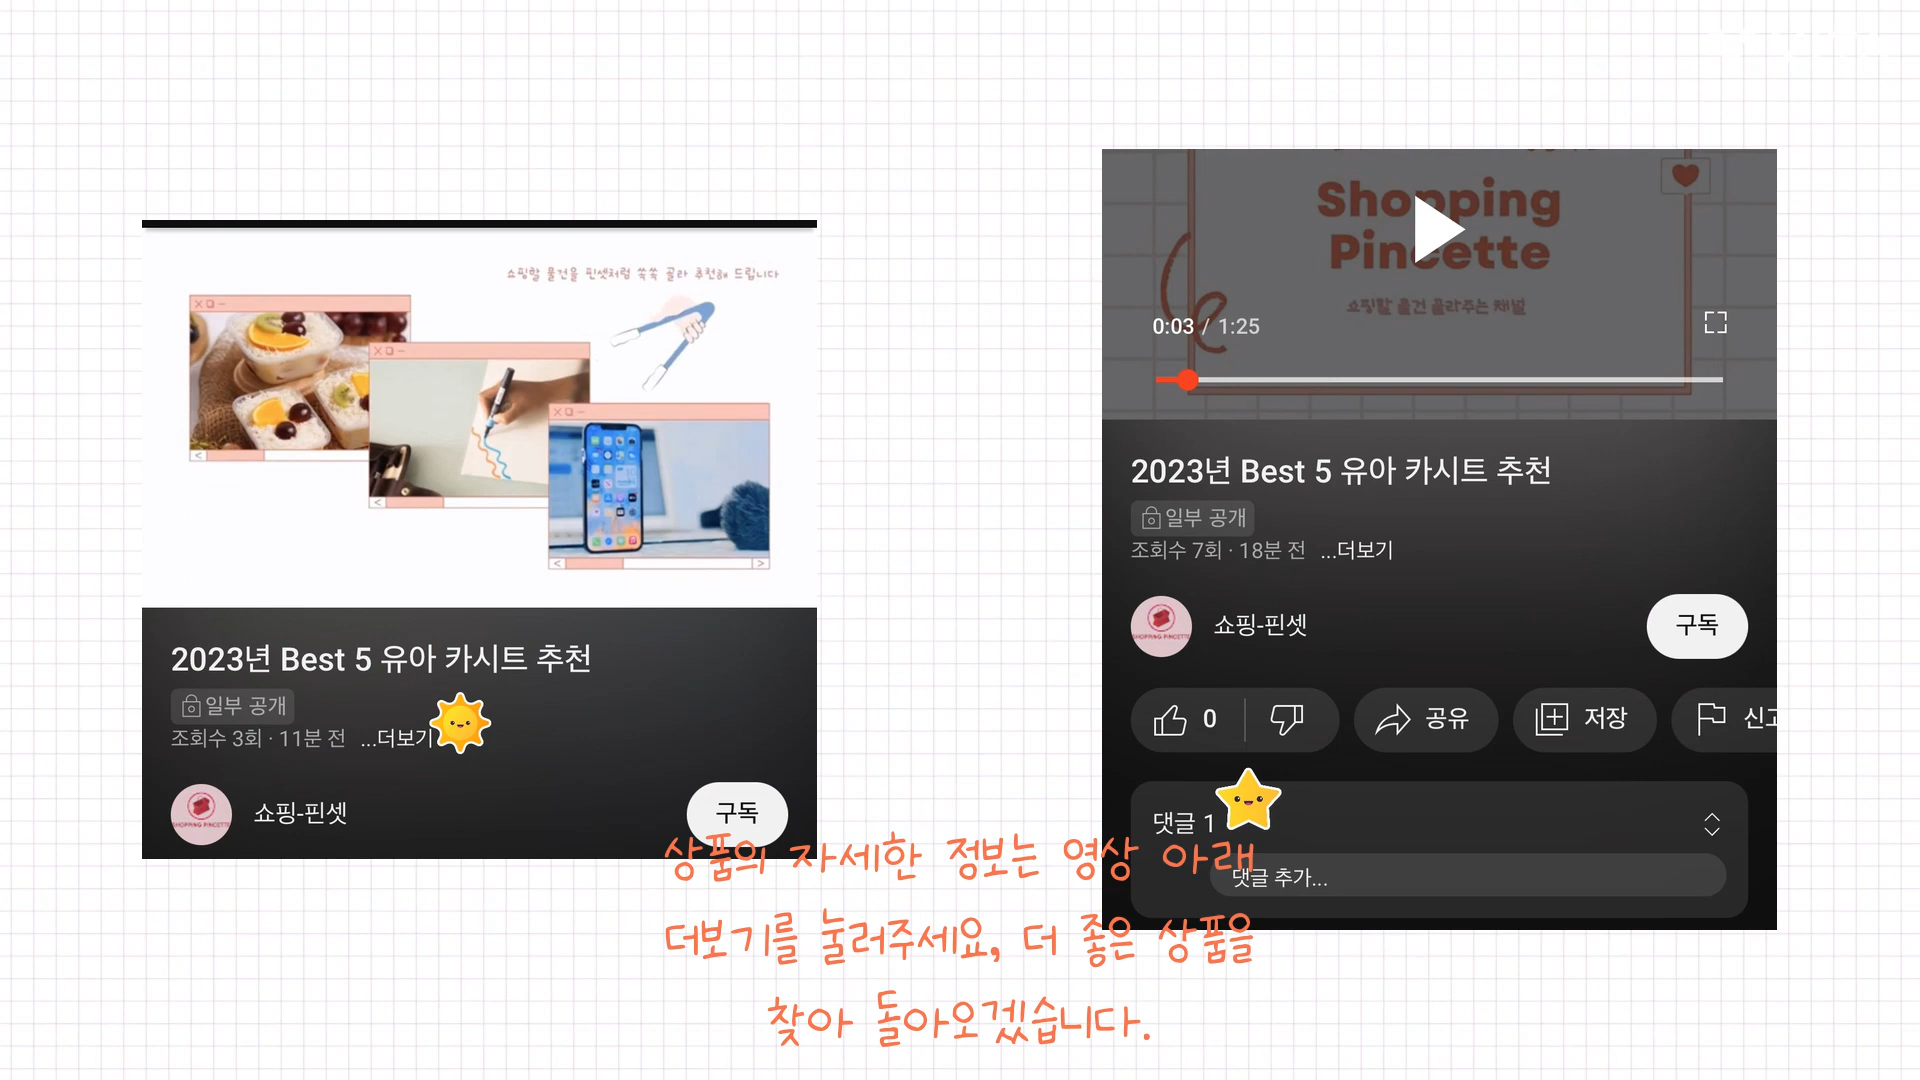 쇼핑할 물건을 핀셋처럼 쏙쏙 골라 추천해 드립니다
2023년 Best 5 유아 카시트 추천
일부 공개
조회수 3회 · 11분 전 ...더보기
SHOPPING PINCETTE
쇼핑-핀셋
구독
Shopping
Pincette
쇼핑할 물건 골라주는 채널
0:03 / 1:25
2023년 Best 5 유아 카시트 추천
일부 공개
조회수 7회 · 18분 전 ...더보기
SHOPPING PINCETTE
쇼핑-핀셋
구독
0
공유
저장
신고
댓글 1
댓글 추가...
상품의 자세한 정보는 영상 아래
더보기를 눌러주세요, 더 좋은 상품을
찾아 돌아오겠습니다.